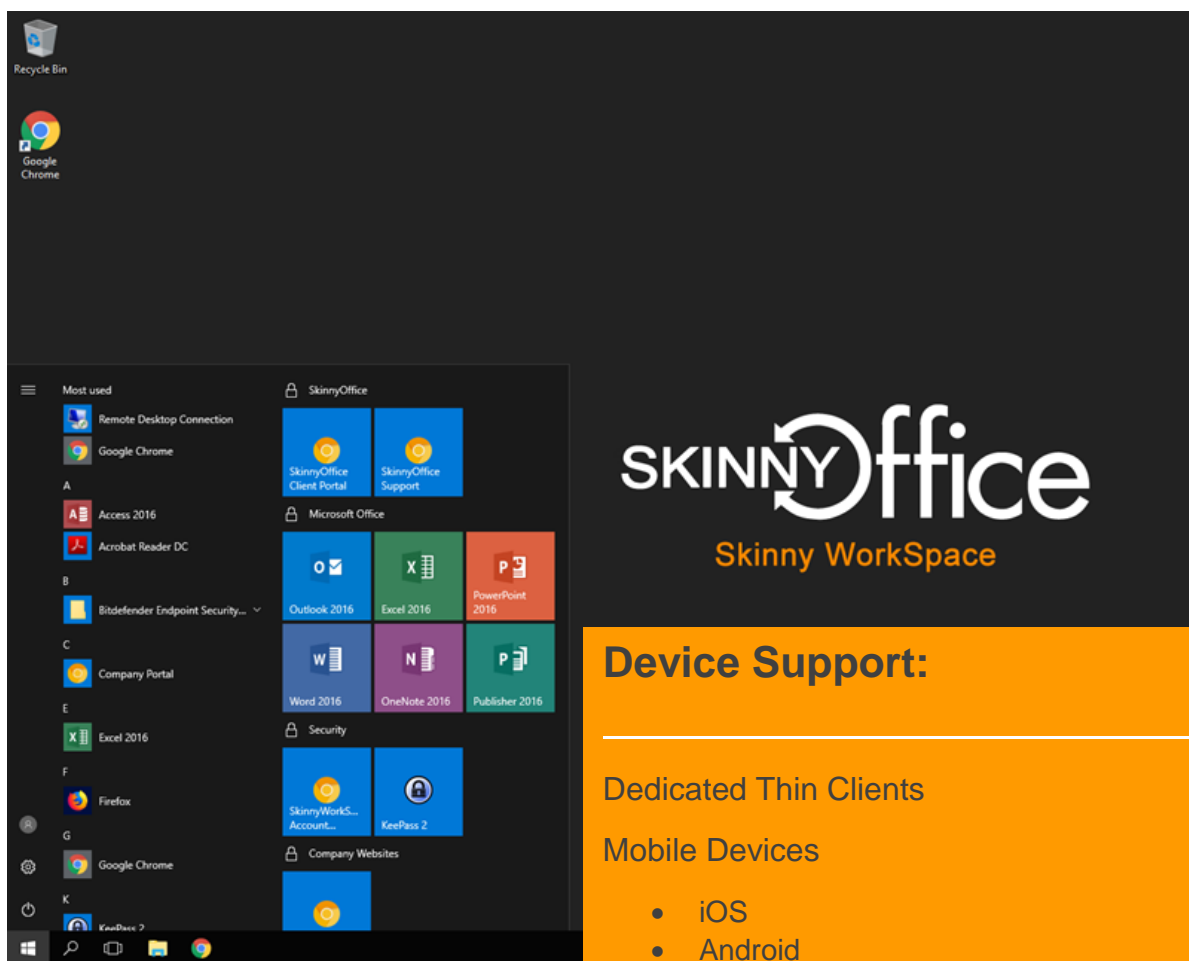 Recycle Bin
Google
Chrome
Most used
Remote Desktop Connection
Google Chrome
A
Access 2016
Acrobat Reader DC
B
Bitdefender Endpoint Security...
C
Company Portal
E
Excel 2016
F
Firefox
G
Google Chrome
K
KeePass 2
SkinnyOffice
SkinnyOffice
Client Portal
SkinnyOffice
Support
Microsoft Office
Outlook 2016
Excel 2016
PowerPoint
2016
Word 2016
OneNote 2016
Publisher 2016
Security
SkinnyWorkS...
Account...
KeePass 2
Company Websites
SKINNYOffice
Skinny WorkSpace
Device Support:
Dedicated Thin Clients
Mobile Devices
• iOS
• Android